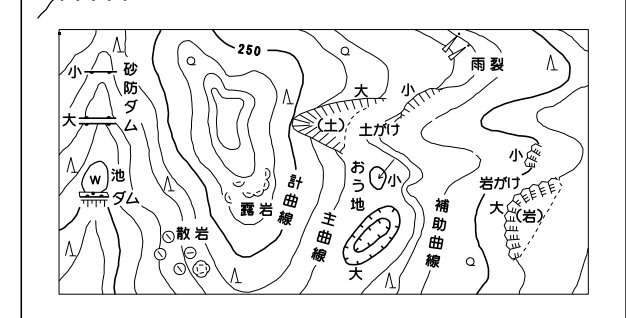 250
小
砂防ダム
大
W
池
ダム
散岩
露岩
計曲線
主曲線
大
(土)
小
土がけ
おう地
小
大
補助曲線
雨裂
小
岩がけ
大
(岩)